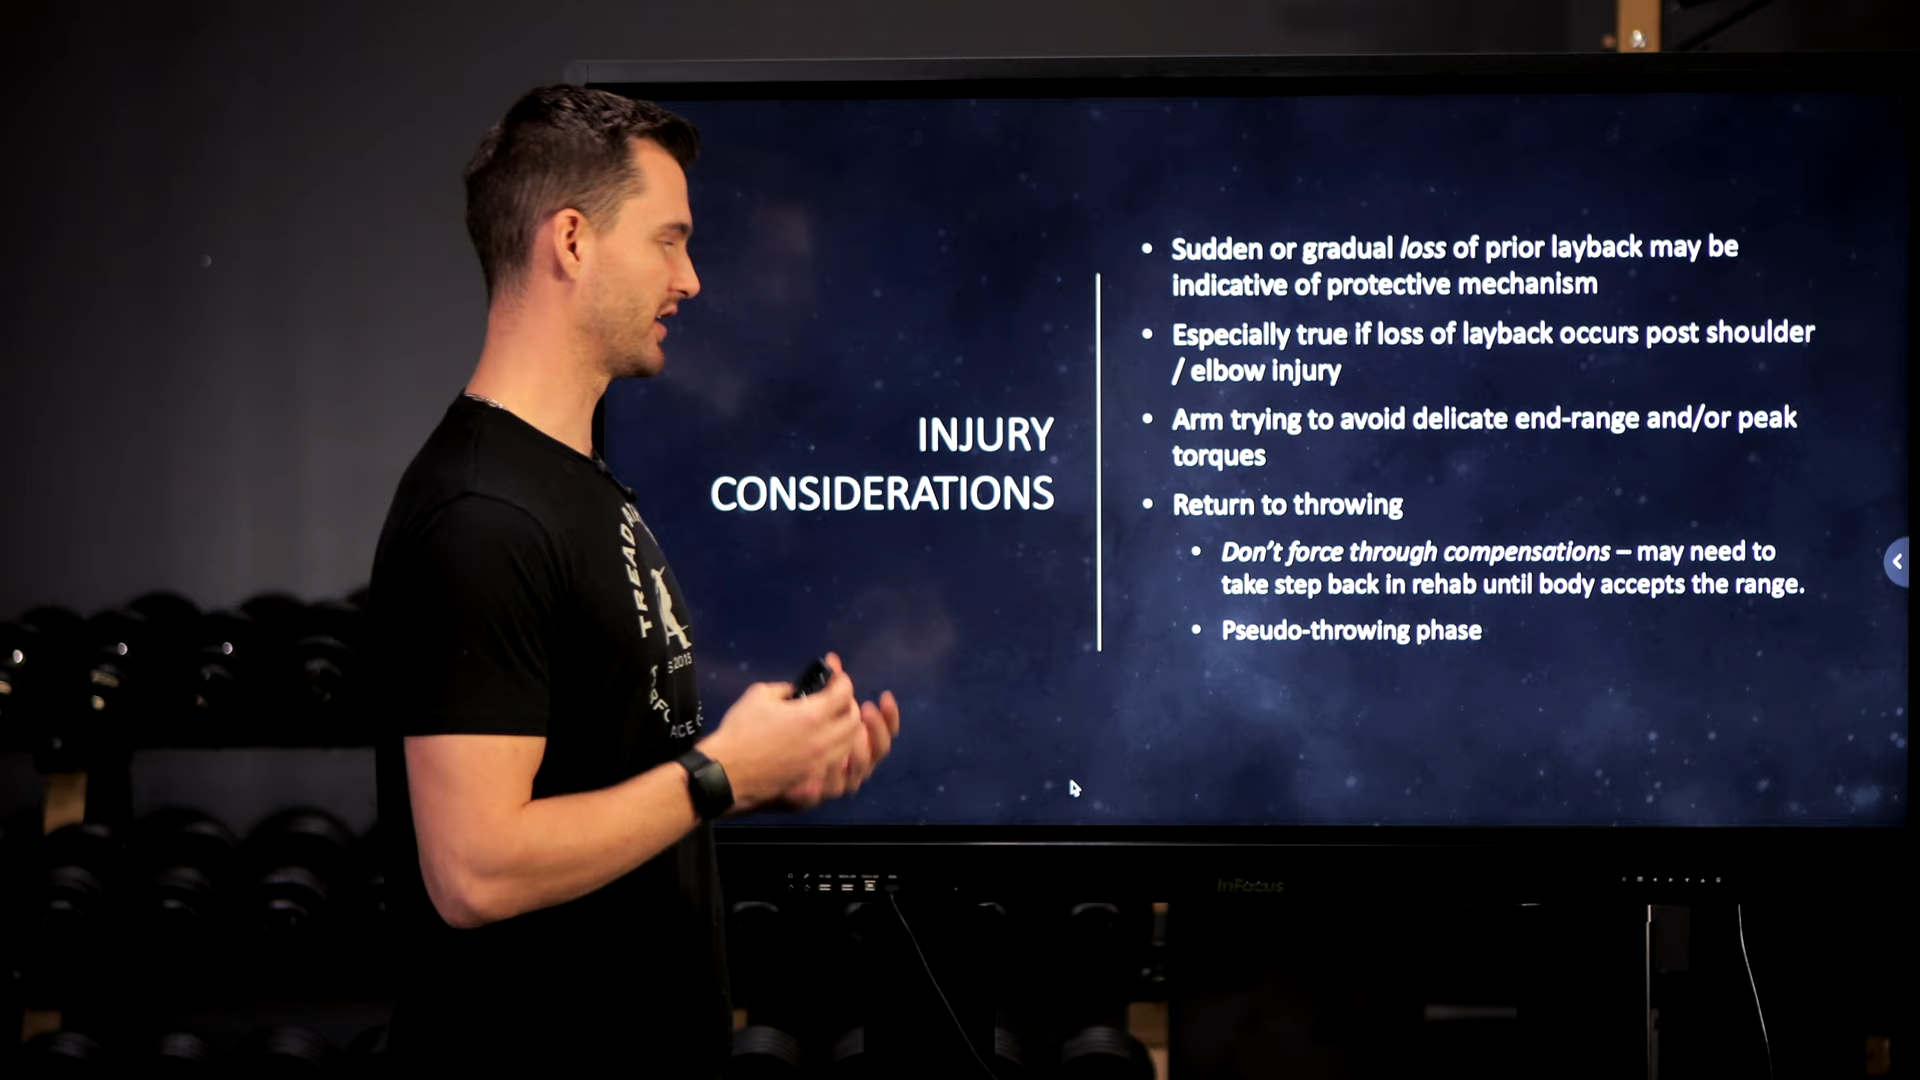 INJURY
CONSIDERATIONS
• Sudden or gradual loss of prior layback may be
indicative of protective mechanism
• Especially true if loss of layback occurs post shoulder
/ elbow injury
• Arm trying to avoid delicate end-range and/or peak
torques
• Return to throwing
• Don't force through compensations – may need to
take step back in rehab until body accepts the range.
• Pseudo-throwing phase
TREAD
2015
InFocus